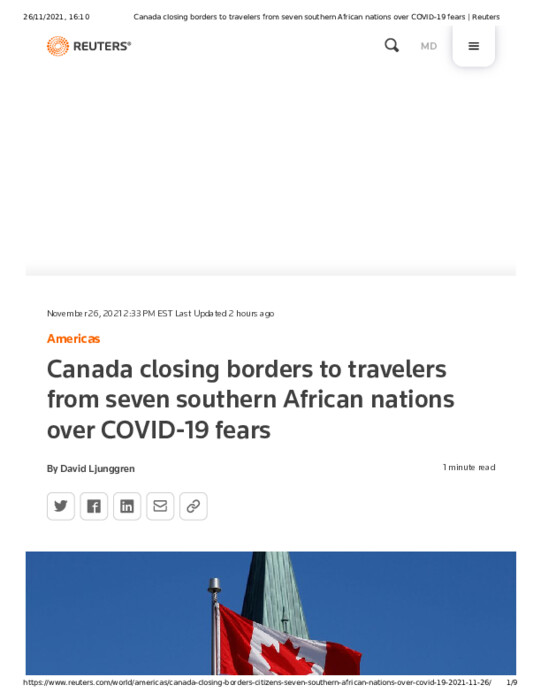 26/11/2021, 16:10 Canada closing borders to travelers from seven southern African nations over COVID-19 fears | Reuters
REUTERS® MD
November 26, 2021 2:33 PM EST Last Updated 2 hours ago
Americas
Canada closing borders to travelers
from seven southern African nations
over COVID-19 fears
By David Ljunggren 1 minute read
https://www.reuters.com/world/americas/canada-closing-borders-citizens-seven-southern-african-nations-over-covid-19-2021-11-26/ 1/9